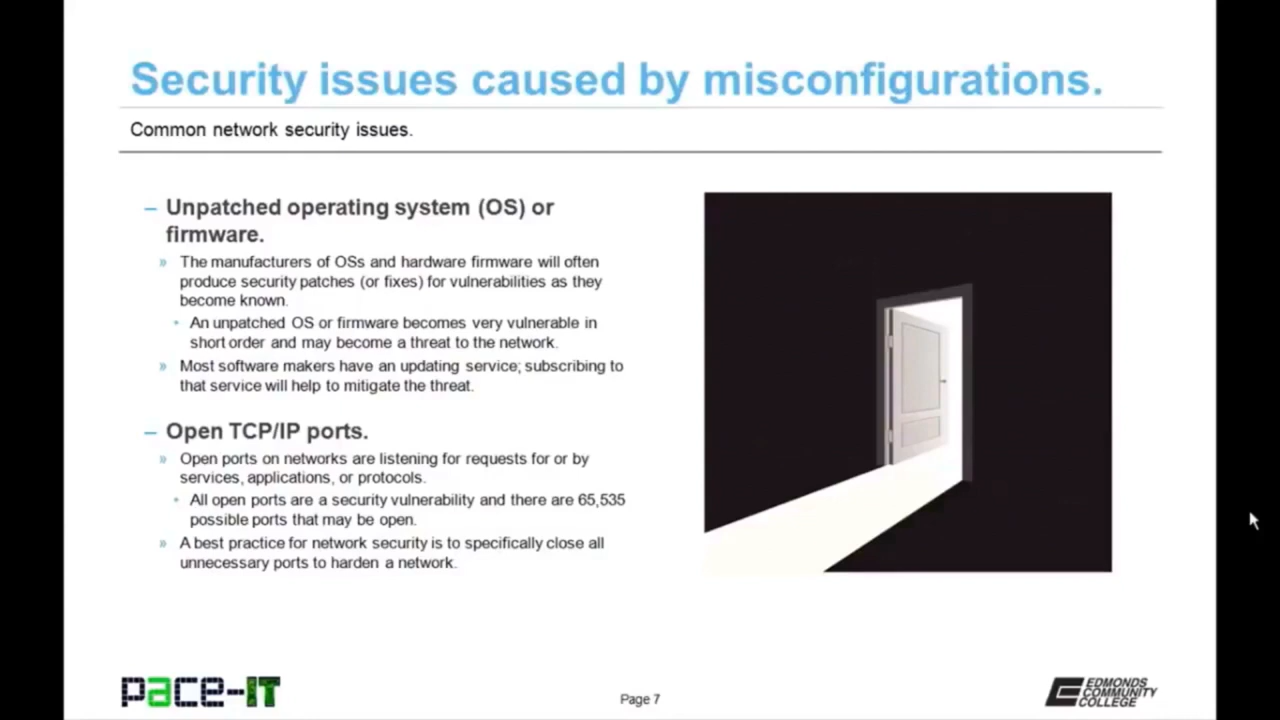 Security issues caused by misconfigurations.
Common network security issues.
– Unpatched operating system (OS) or
firmware.
» The manufacturers of OSs and hardware firmware will often
produce security patches (or fixes) for vulnerabilities as they
become known.
• An unpatched OS or firmware becomes very vulnerable in
short order and may become a threat to the network.
» Most software makers have an updating service; subscribing to
that service will help to mitigate the threat.
– Open TCP/IP ports.
» Open ports on networks are listening for requests for or by
services, applications, or protocols.
• All open ports are a security vulnerability and there are 65,535
possible ports that may be open.
» A best practice for network security is to specifically close all
unnecessary ports to harden a network.
pace-IT
Page 7
EDMONDS
COMMUNITY
COLLEGE